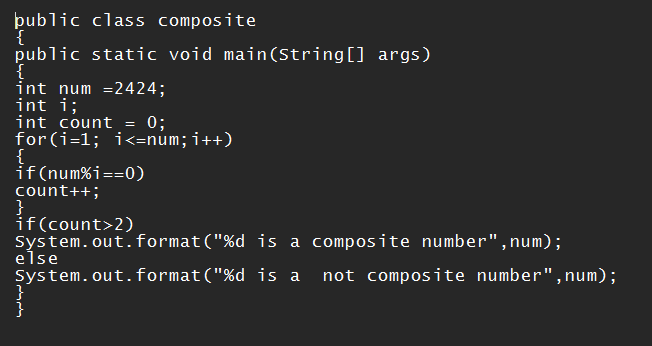 public class composite
{
public static void main(String[] args)
{
int num =2424;
int i;
int count = 0;
for(i=1; i<=num;i++)
{
if(num%i==0)
count++;
}
if(count>2)
System.out.format("%d is a composite number",num);
else
System.out.format("%d is a  not composite number",num);
}
}